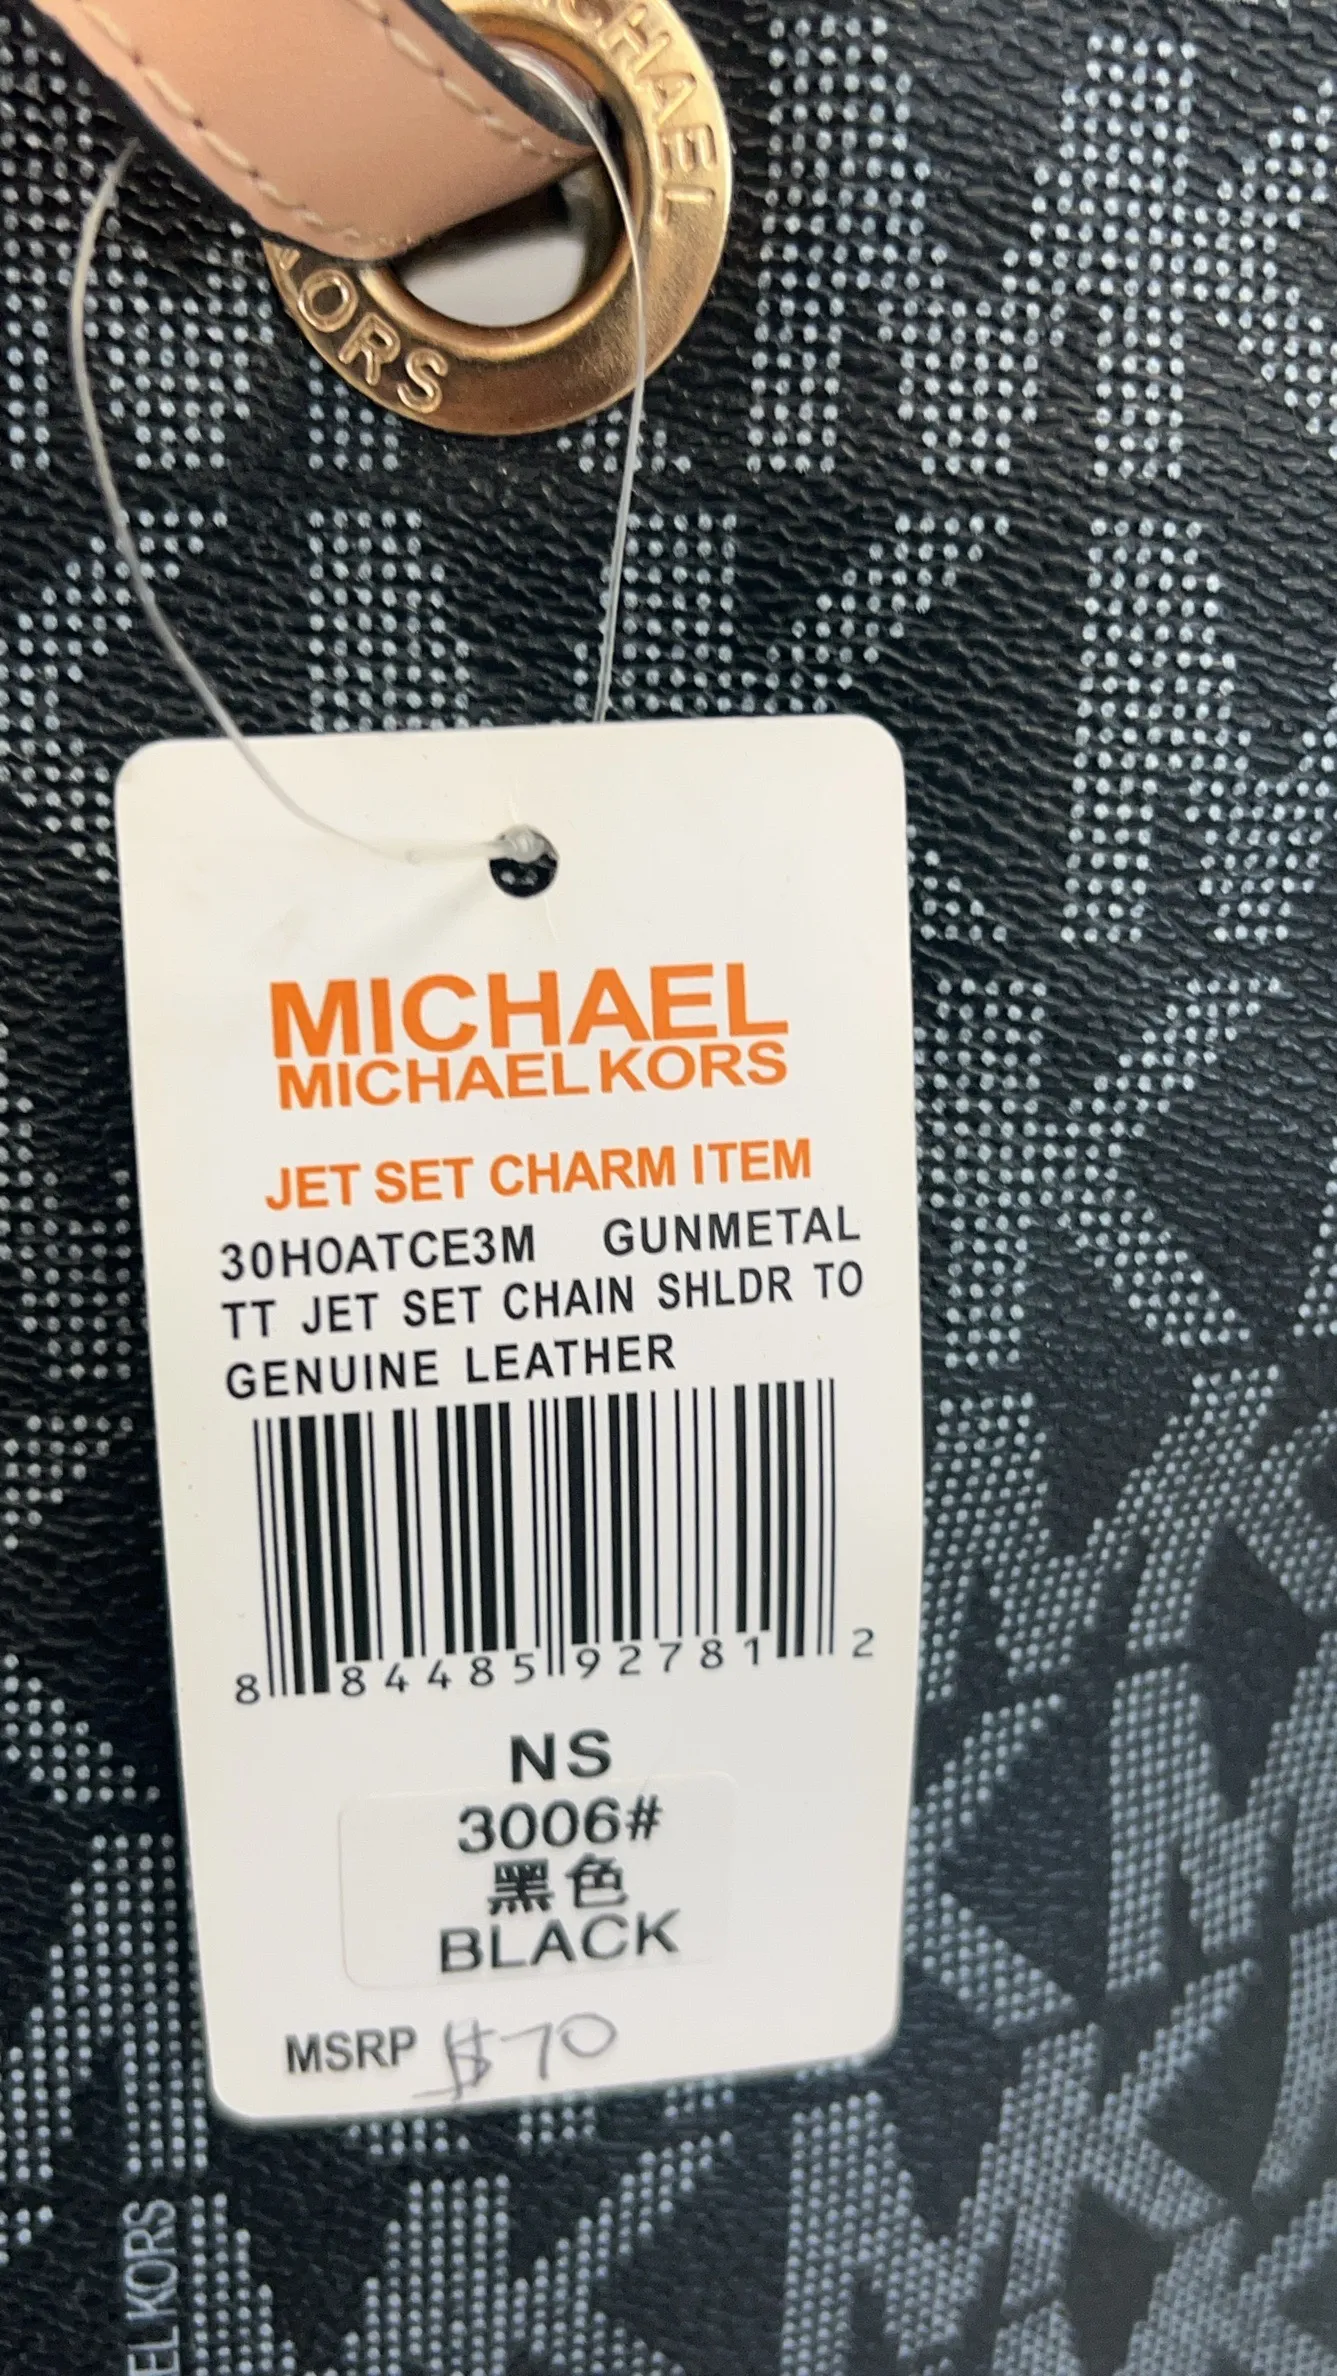 MICHAEL
KORS
MICHAEL
MICHAEL KORS
JET SET CHARM ITEM
30H0ATCE3M GUNMETAL
TT JET SET CHAIN SHLDR TO
GENUINE LEATHER
8 84485 92781 2
NS
3006#
黑色
BLACK
MSRP $70
KORS